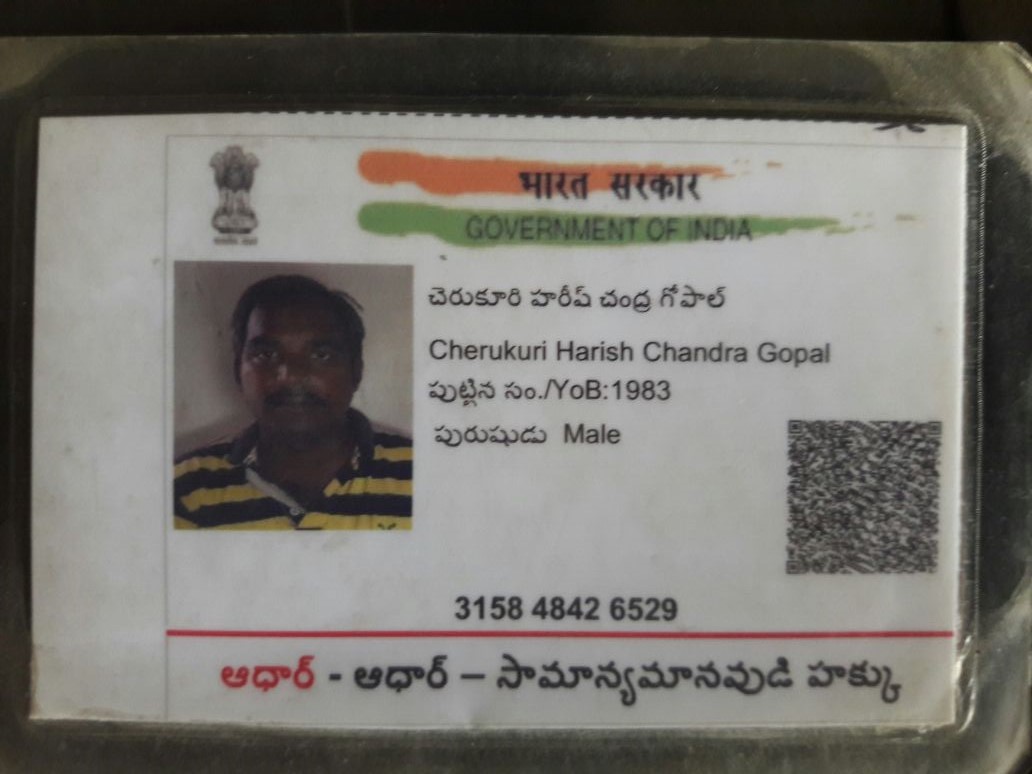 भारत सरकार
GOVERNMENT OF INDIA
చెరుకూరి హరీష్ చంద్ర గోపాల్
Cherukuri Harish Chandra Gopal
పుట్టిన సం./YoB:1983
పురుషుడు Male
3158 4842 6529
ఆధార్ - ఆధార్ – సామాన్యమానవుడి హక్కు